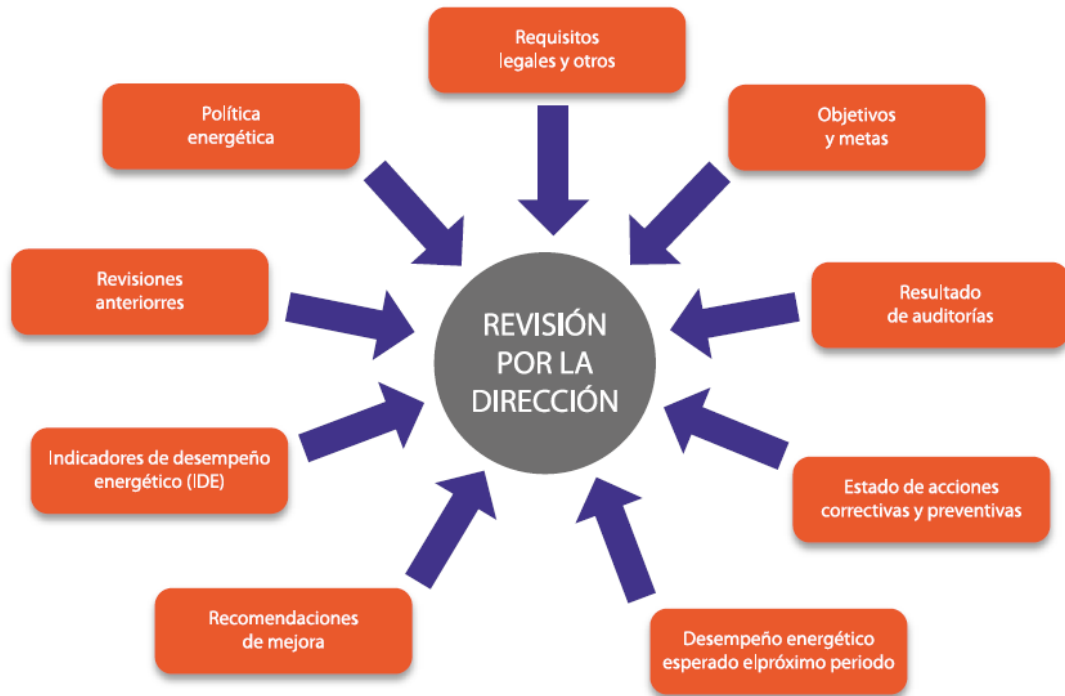 Requisitos
legales y otros
Política
energética
Objetivos
y metas
Revisiones
anteriorres
Resultado
de auditorías
REVISIÓN
POR LA
DIRECCIÓN
Indicadores de desempeño
energético (IDE)
Estado de acciones
correctivas y preventivas
Recomendaciones
de mejora
Desempeño energético
esperado elpróximo periodo